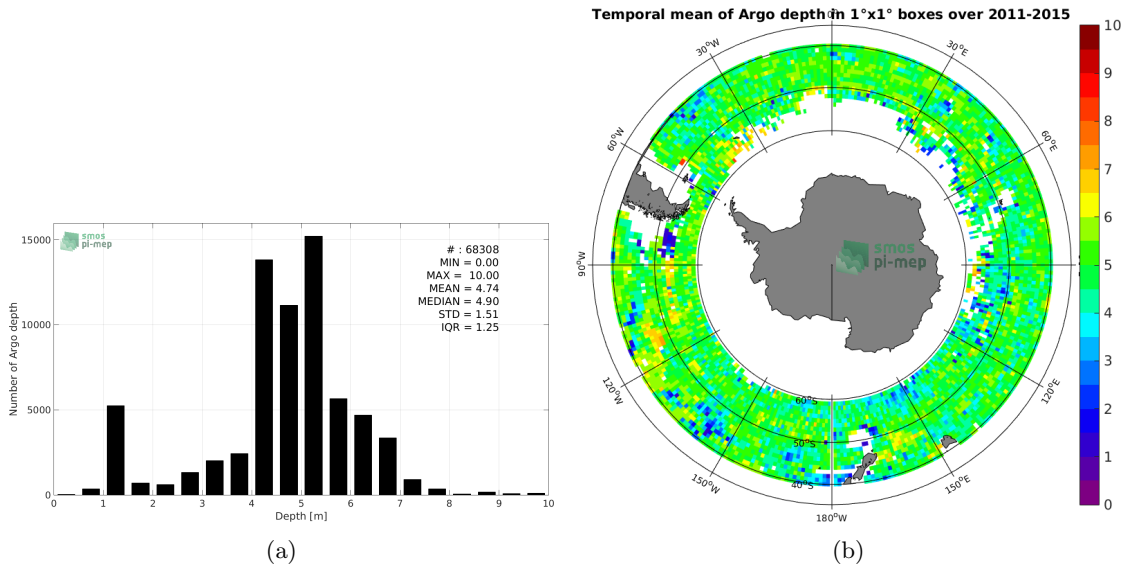 smos
pi-mep
# : 68308
MIN = 0.00
MAX = 10.00
MEAN = 4.74
MEDIAN = 4.90
STD = 1.51
IQR = 1.25
15000
10000
5000
0
Number of Argo depth
0 1 2 3 4 5 6 7 8 9 10
Depth [m]
(a)
Temporal mean of Argo depth in 1°x1° boxes over 2011-2015
0°
30°W
30°E
60°W
60°E
90°W
120°W
120°E
150°W
150°E
180°W
60°S
50°S
40°S
smos
pi-mep
10
9
8
7
6
5
4
3
2
1
0
(b)